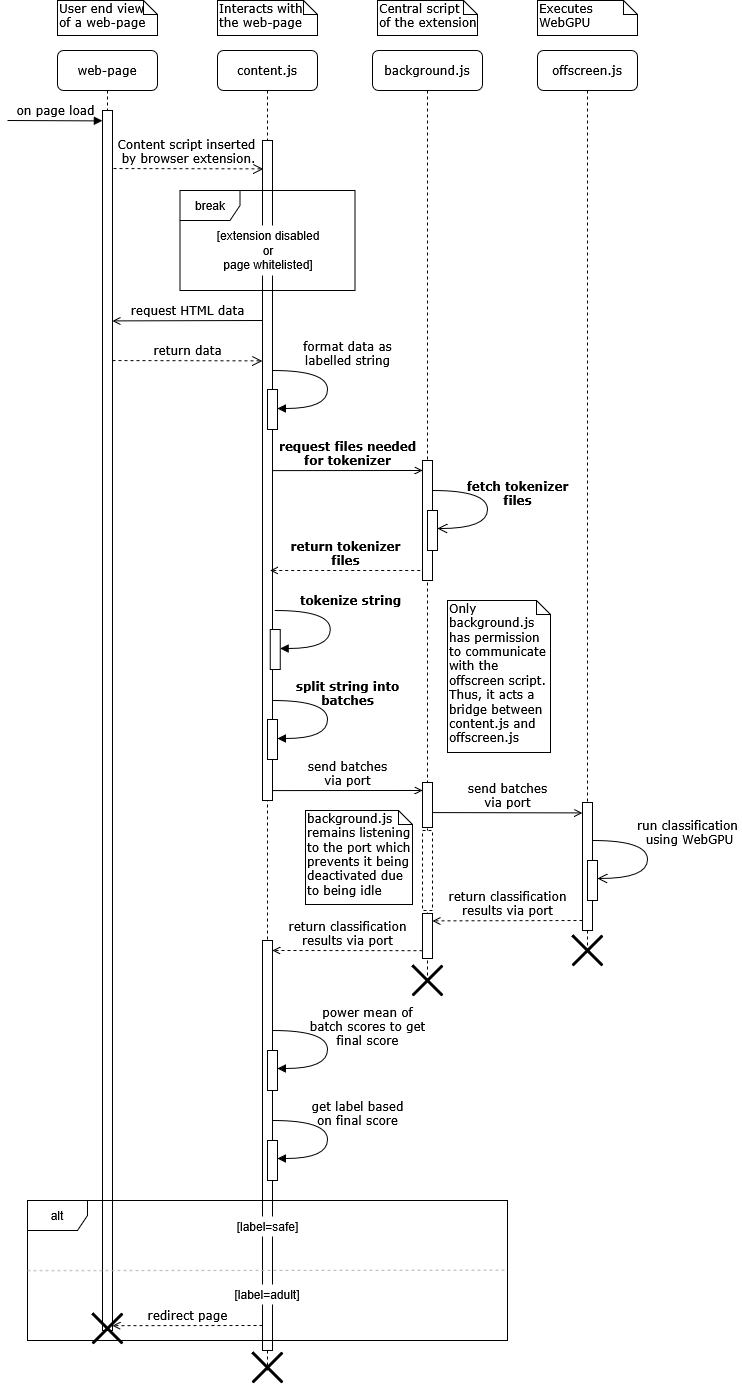 User end view
of a web-page
Interacts with
the web-page
Central script
of the extension
Executes
WebGPU
web-page
content.js
background.js
offscreen.js
on page load
Content script inserted
by browser extension.
break
[extension disabled
or
page whitelisted]
request HTML data
return data
format data as
labelled string
request files needed
for tokenizer
fetch tokenizer
files
return tokenizer
files
tokenize string
Only
background.js
has permission
to communicate
with the
offscreen script.
Thus, it acts a
bridge between
content.js and
offscreen.js
split string into
batches
send batches
via port
send batches
via port
background.js
remains listening
to the port which
prevents it being
deactivated due
to being idle
run classification
using WebGPU
return classification
results via port
return classification
results via port
power mean of
batch scores to get
final score
get label based
on final score
alt
[label=safe]
[label=adult]
redirect page